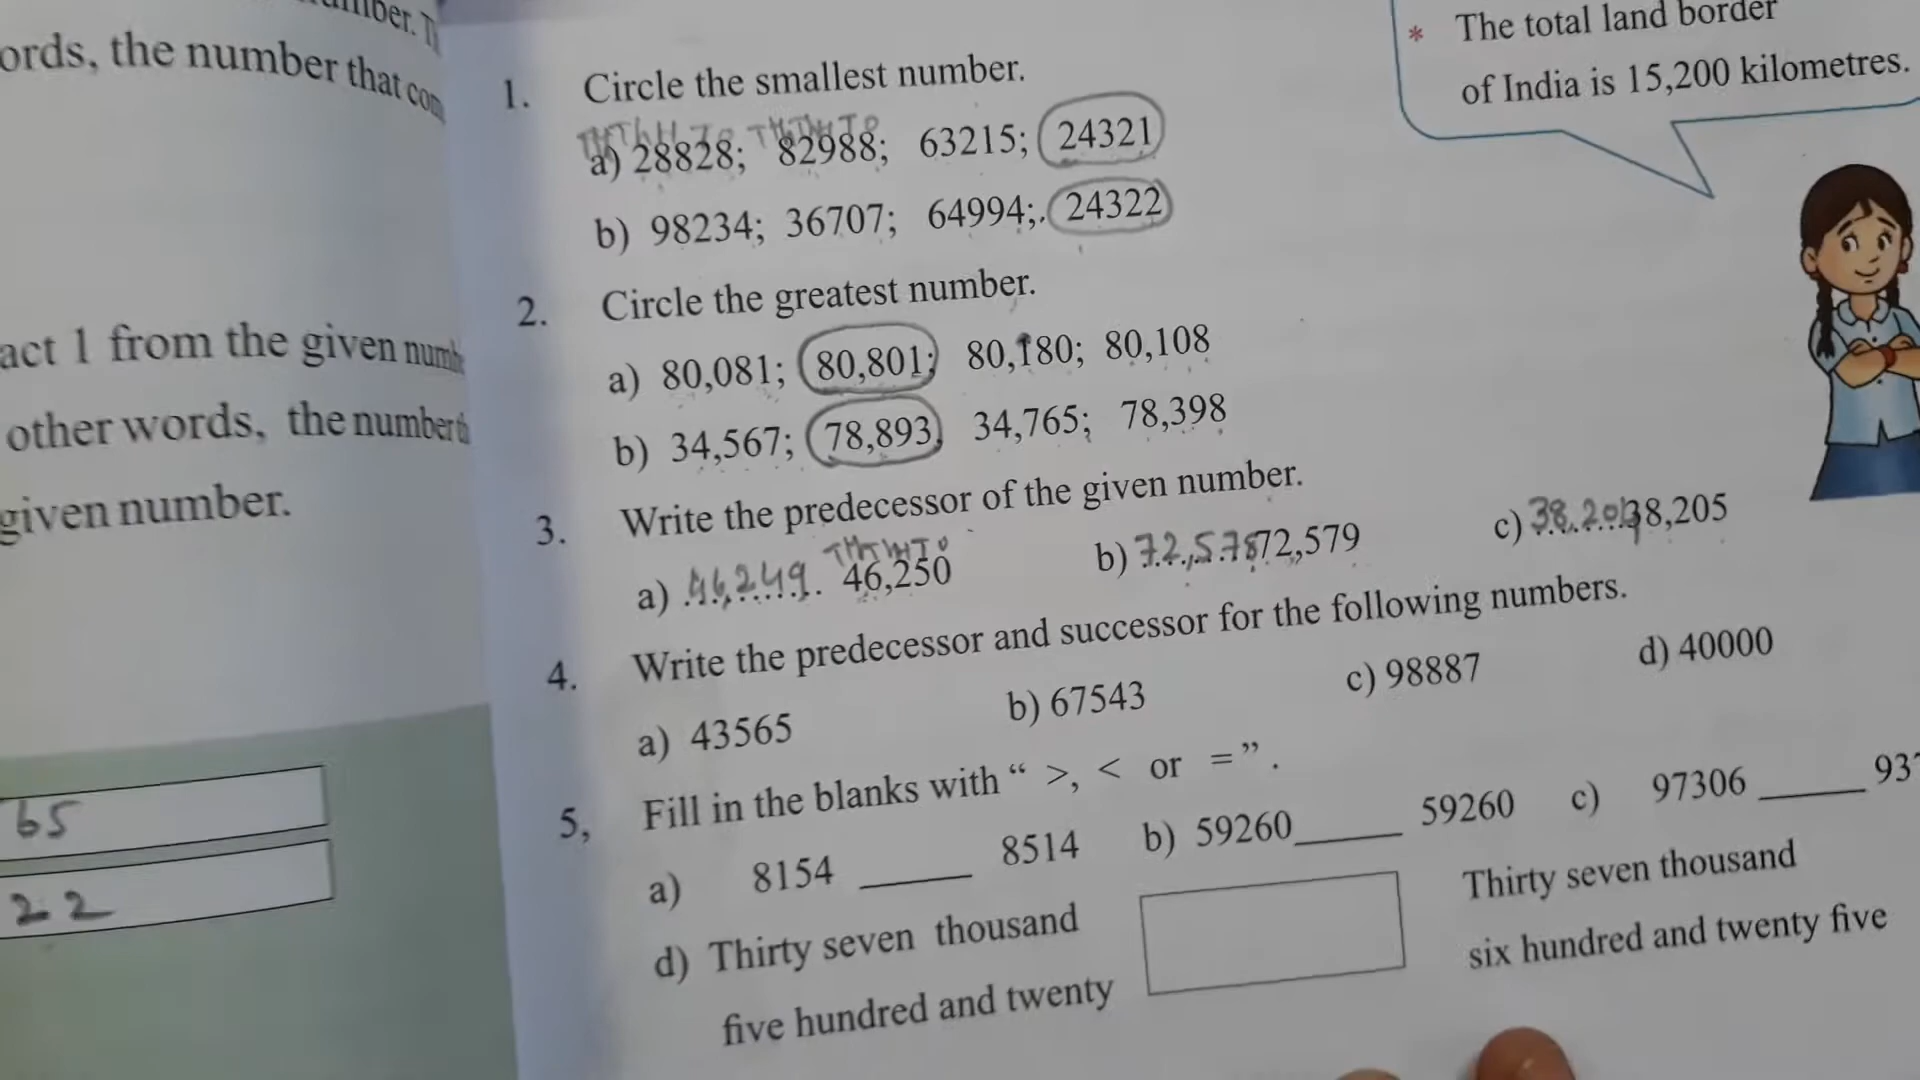 ords, the number that
act 1 from the given
other words, the number
given number.
65
22
* The total land border
of India is 15,200 kilometres.
1. Circle the smallest number.
TH Th H T O TH TH H T O
a) 28828; 82988; 63215; 24321
b) 98234; 36707; 64994; 24322
2. Circle the greatest number.
a) 80,081; 80,801; 80,180; 80,108
b) 34,567; 78,893, 34,765; 78,398
3. Write the predecessor of the given number.
a) 46,249 46,250 b) 72,578 72,579 c) 38,205
4. Write the predecessor and successor for the following numbers.
a) 43565 b) 67543 c) 98887 d) 40000
5, Fill in the blanks with “ >, < or =” .
a) 8154 ______ 8514 b) 59260 ______ 59260 c) 97306 ______
d) Thirty seven thousand
five hundred and twenty
Thirty seven thousand
six hundred and twenty five